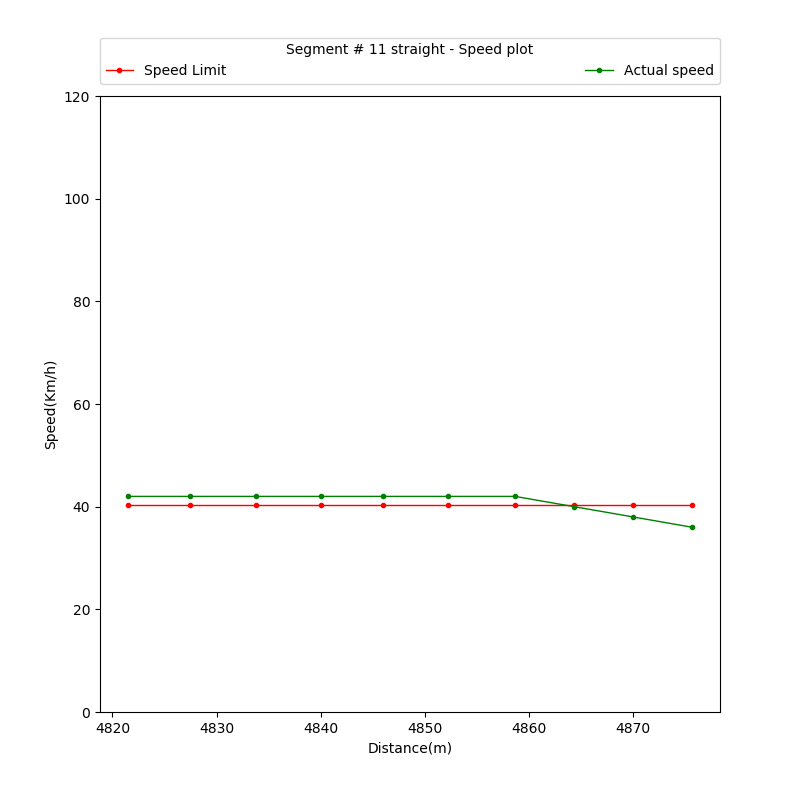 Segment # 11 straight - Speed plot
Speed Limit
Actual speed
120
100
80
60
40
20
0
Speed(Km/h)
4820 4830 4840 4850 4860 4870
Distance(m)